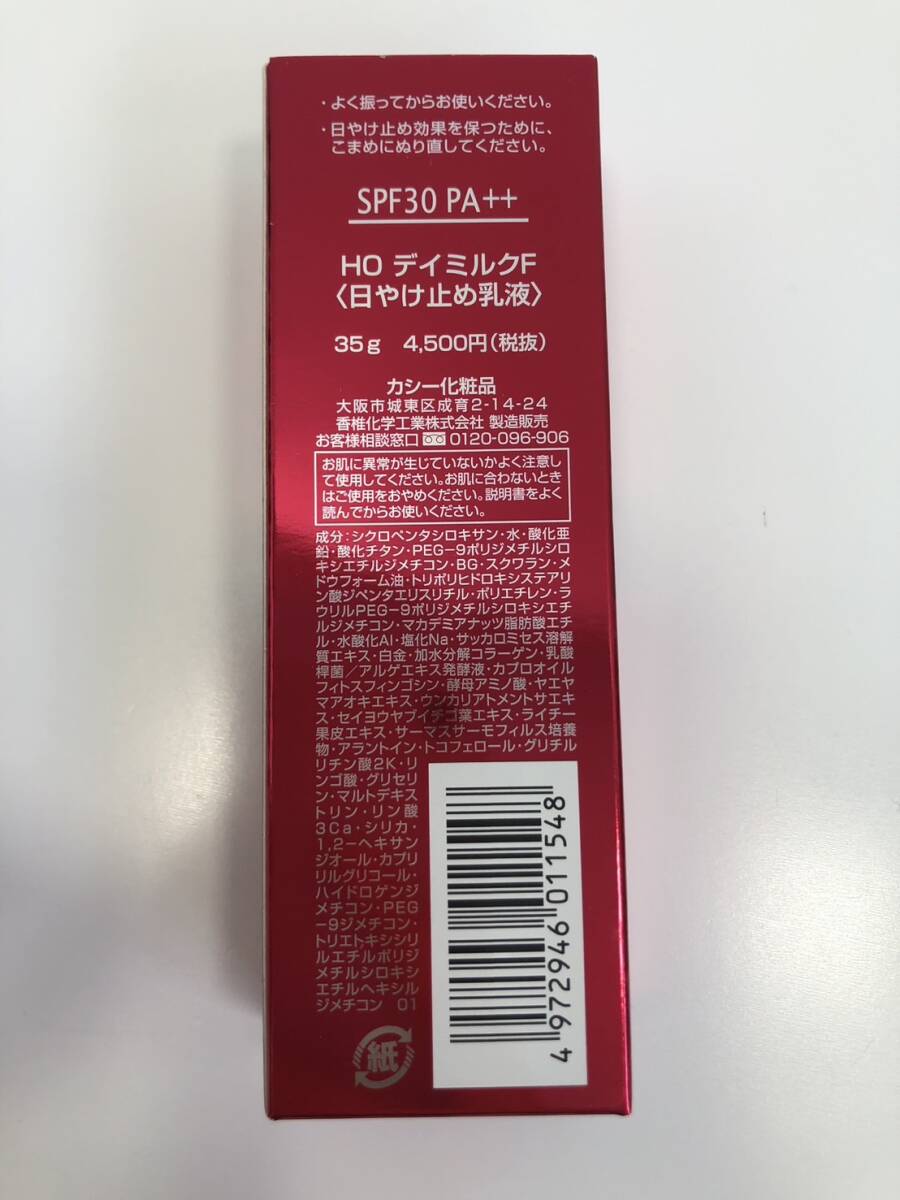 ・よく振ってからお使いください。
・日やけ止め効果を保つために、
こまめにぬり直してください。
SPF30 PA++
HO デイミルクF
〈日やけ止め乳液〉
35g 4,500円(税抜)
カシー化粧品
大阪市城東区成育2-14-24
香椎化学工業株式会社 製造販売
お客様相談窓口 0120-096-906
お肌に異常が生じていないかよく注意し
て使用してください。お肌に合わないとき
はご使用をおやめください。説明書をよく
読んでからお使いください。
成分:シクロペンタシロキサン・水・酸化亜
鉛・酸化チタン・PEG-9ポリジメチルシロ
キシエチルジメチコン・BG・スクワラン・メ
ドウフォーム油・トリポリヒドロキシステアリ
ン酸ジペンタエリスリチル・ポリエチレン・ラ
ウリルPEG-9ポリジメチルシロキシエチ
ルジメチコン・マカデミアナッツ脂肪酸エチ
ル・水酸化Al・塩化Na・サッカロミセス溶解
質エキス・白金・加水分解コラーゲン・乳酸
桿菌/アルゲエキス発酵液・カプロオイル
フィトスフィンゴシン・酵母アミノ酸・ヤエヤ
マアオキエキス・ウンカリアトメントサエキ
ス・セイヨウヤブイチゴ葉エキス・ライチー
果皮エキス・サーマスサーモフィルス培養
物・アラントイン・トコフェロール・グリチル
リチン酸2K・リ
ンゴ酸・グリセリ
ン・マルトデキス
トリン・リン酸
3Ca・シリカ・
1,2-ヘキサン
ジオール・カプリ
リルグリコール・
ハイドロゲンジ
メチコン・PEG
-9ジメチコン・
トリエトキシシリ
ルエチルポリジ
メチルシロキシ
エチルヘキシル
ジメチコン 01
紙
4972946011548